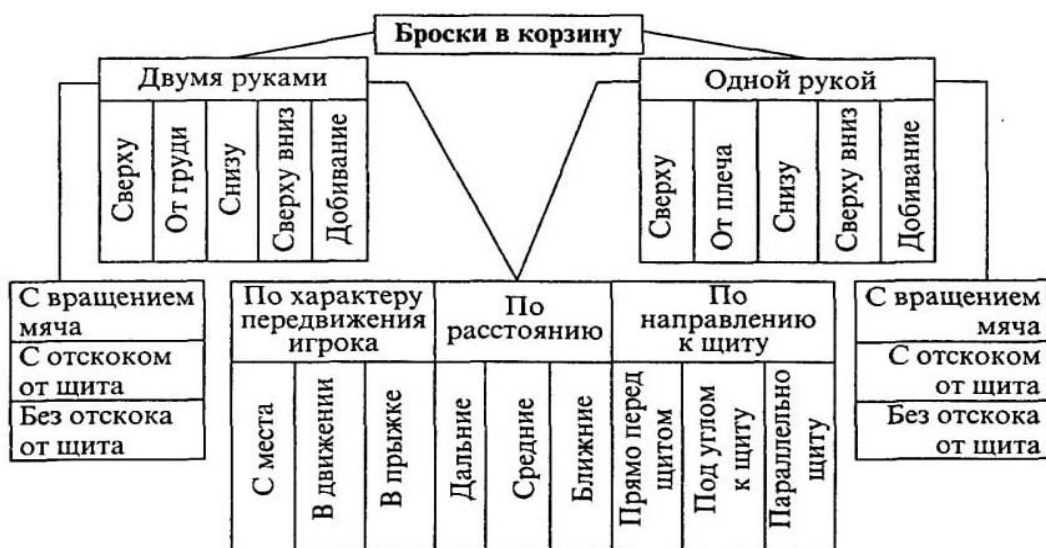 Броски в корзину
Двумя руками
Сверху
От груди
Снизу
Сверху вниз
Добивание
Одной рукой
Сверху
От плеча
Снизу
Сверху вниз
Добивание
С вращением
мяча
С отскоком
от щита
Без отскока
от щита
По характеру
передвижения
игрока
С места
В движении
В прыжке
По
расстоянию
Дальние
Средние
Ближние
По
направлению
к щиту
Прямо перед
щитом
Под углом
к щиту
Параллельно
щиту
С вращением
мяча
С отскоком
от щита
Без отскока
от щита